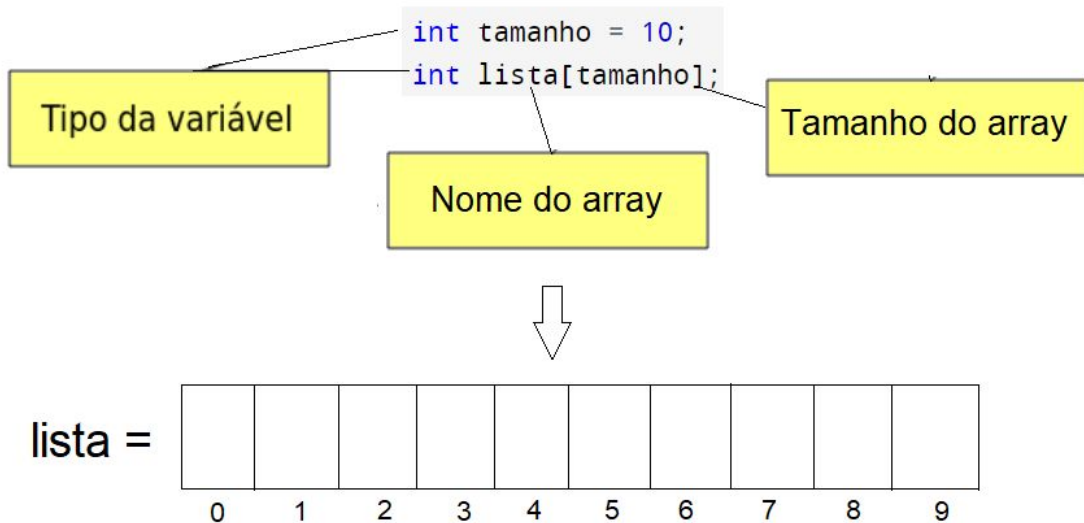 int tamanho = 10;
int lista[tamanho];
Tipo da variável
Tamanho do array
Nome do array
lista =
0 1 2 3 4 5 6 7 8 9